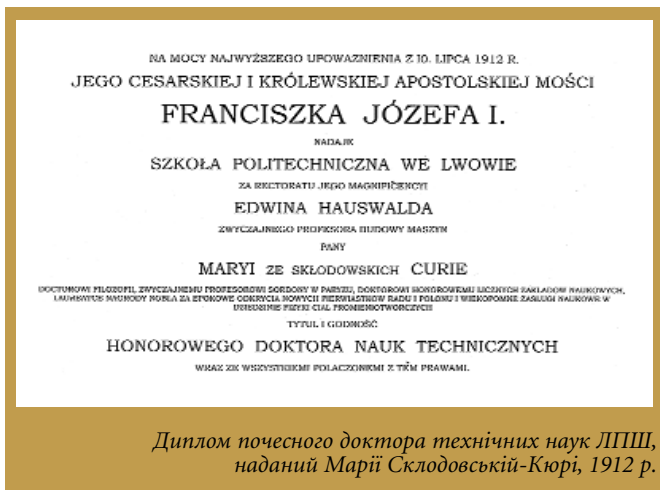 NA MOCY NAJWYŻSZEGO UPOWAŻNIENIA Z 10. LIPCA 1912 R.
JEGO CESARSKIEJ I KRÓLEWSKIEJ APOSTOLSKIEJ MOŚCI
FRANCISZKA JÓZEFA I.
NADAJE
SZKOŁA POLITECHNICZNA WE LWOWIE
ZA RECTORATU JEGO MAGNIFICENCYI
EDWINA HAUSWALDA
ZWYCZAJNEGO PROFESORA BUDOWY MASZYN
PANY
MARYI ZE SKŁODOWSKICH CURIE
DOCTOROWI FILOZOFII, ZWYCZAJNEMU PROFESOROWI SORBONY W PARYŻU, DOKTOROWI HONOROWEMU LICZNYCH ZAKŁADÓW NAUKOWYCH,
LAUREATCE NAGRODY NOBLA ZA EPOKOWE ODKRYCIA NOWYCH PIERWIASTKÓW RADU I POLONU I WIEKOPOMNE ZASŁUGI NAUKOWE W
DZIEDZINIE FIZYKI CIAŁ PROMIENIOTWÓRCZYCH
TYTUŁ I GODNOŚĆ
HONOROWEGO DOKTORA NAUK TECHNICZNYCH
WRAZ ZE WSZYSTKIEMI POŁĄCZONEMI Z TEM PRAWAMI.
Диплом почесного доктора технічних наук ЛПШ,
наданий Марії Склодовській-Кюрі, 1912 р.